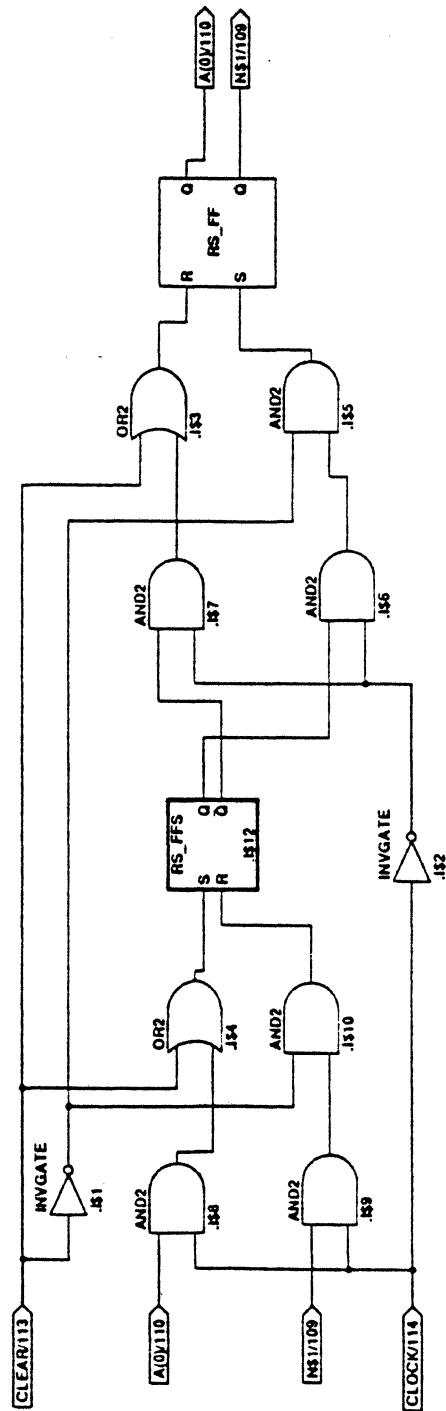 CLEAR/113
INVGATE
.I$1
A(0)/110
AND2
.I$8
N$1/109
AND2
.I$9
CLOCK/114
OR2
.I$4
AND2
.I$10
INVGATE
.I$2
RS_FFS
S
R
Q
Q
.I$12
AND2
.I$7
AND2
.I$6
OR2
.I$3
AND2
.I$5
R
S
RS_FF
Q
Q
A(0)/110
N$1/109